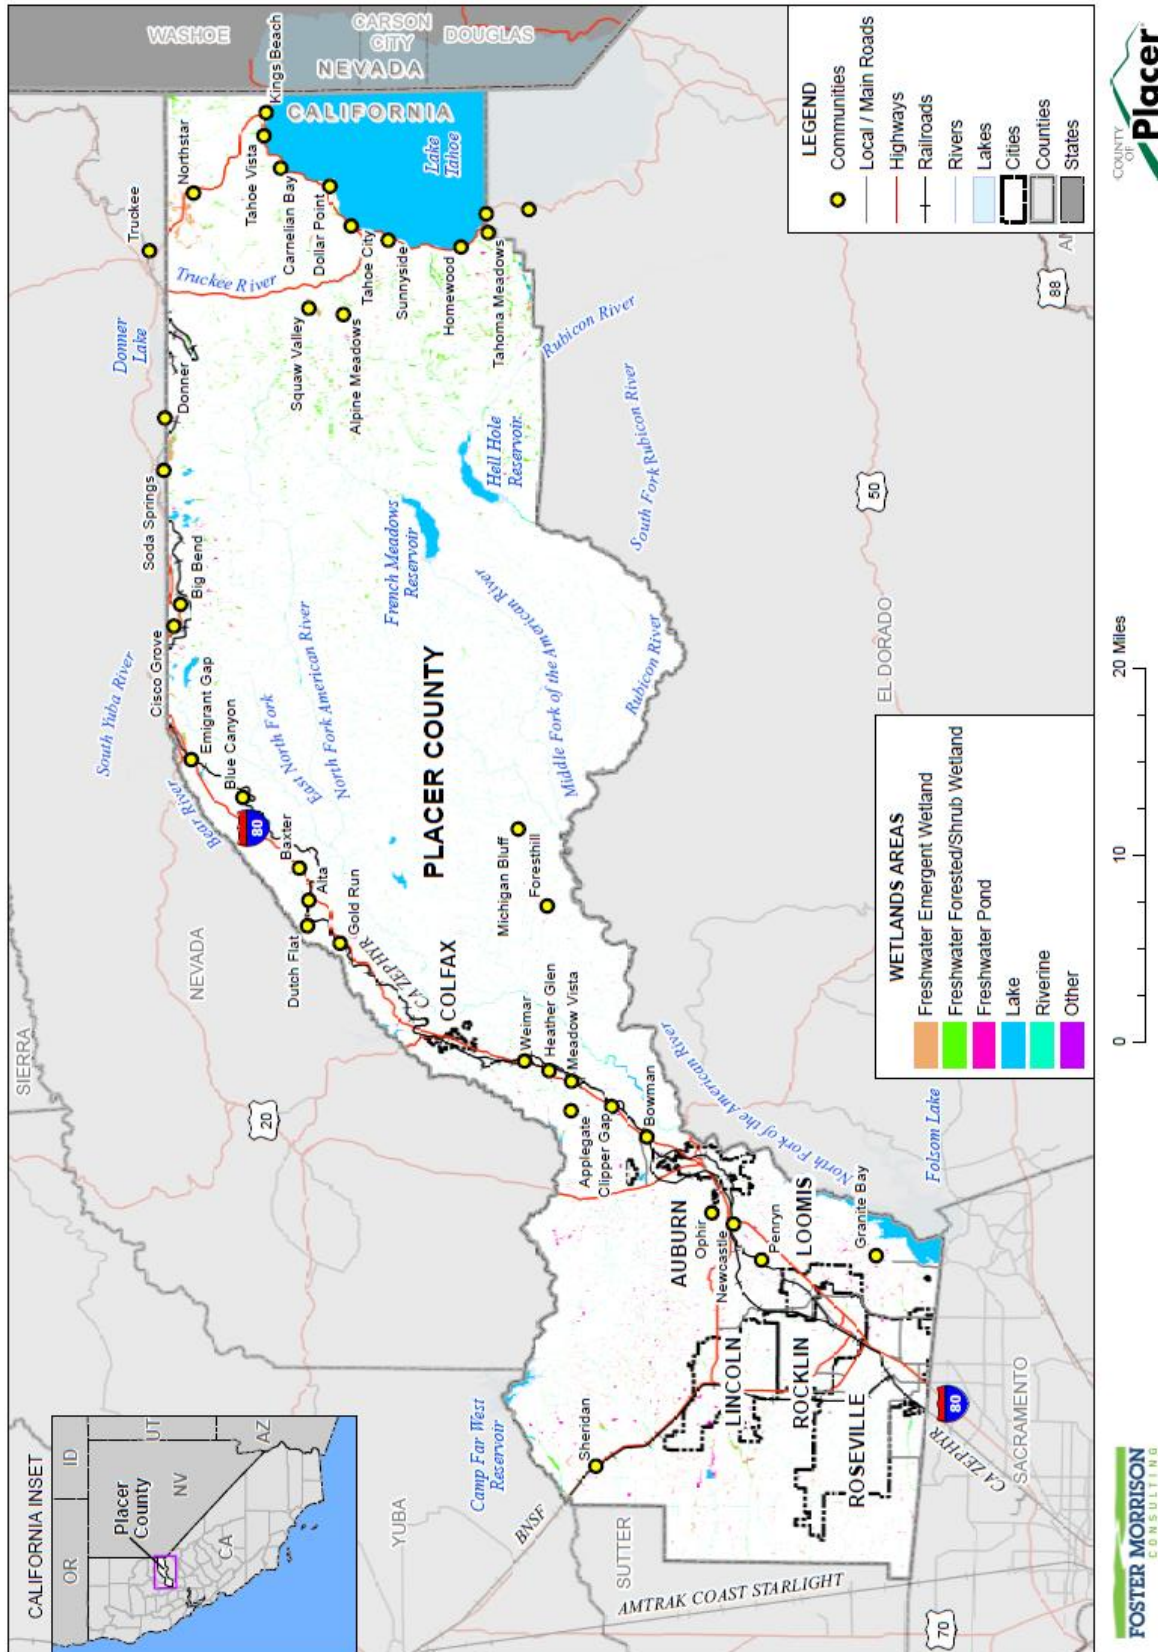 CALIFORNIA INSET
OR
ID
UT
NV
AZ
CA
Placer
County
WASHOE
CARSON
CITY
DOUGLAS
NEVADA
CALIFORNIA
SIERRA
NEVADA
YUBA
SUTTER
SACRAMENTO
EL DORADO
20
80
80
70
50
88
Truckee
Northstar
Kings Beach
Tahoe Vista
Carnelian Bay
Dollar Point
Tahoe City
Sunnyside
Homewood
Tahoma Meadows
Squaw Valley
Alpine Meadows
Lake
Tahoe
Truckee River
Donner
Lake
Donner
Soda Springs
Big Bend
Cisco Grove
Emigrant Gap
Blue Canyon
Baxter
Alta
Dutch Flat
Gold Run
South Yuba River
Bear River
East North Fork
North Fork American River
French Meadows
Reservoir
Hell Hole
Reservoir
Rubicon River
South Fork Rubicon River
Rubicon River
Middle Fork of the American River
PLACER COUNTY
Michigan Bluff
Foresthill
CA ZEPHYR
COLFAX
Weimar
Heather Glen
Meadow Vista
Applegate
Clipper Gap
Bowman
North Fork of the American River
Folsom Lake
AUBURN
Ophir
Newcastle
Penryn
LOOMIS
Granite Bay
LINCOLN
ROCKLIN
ROSEVILLE
Sheridan
Camp Far West
Reservoir
BNSF
AMTRAK COAST STARLIGHT
CA ZEPHYR
LEGEND
Communities
Local / Main Roads
Highways
Railroads
Rivers
Lakes
Cities
Counties
States
WETLANDS AREAS
Freshwater Emergent Wetland
Freshwater Forested/Shrub Wetland
Freshwater Pond
Lake
Riverine
Other
0
10
20 Miles
FOSTER MORRISON
CONSULTING
COUNTY
OF
Placer